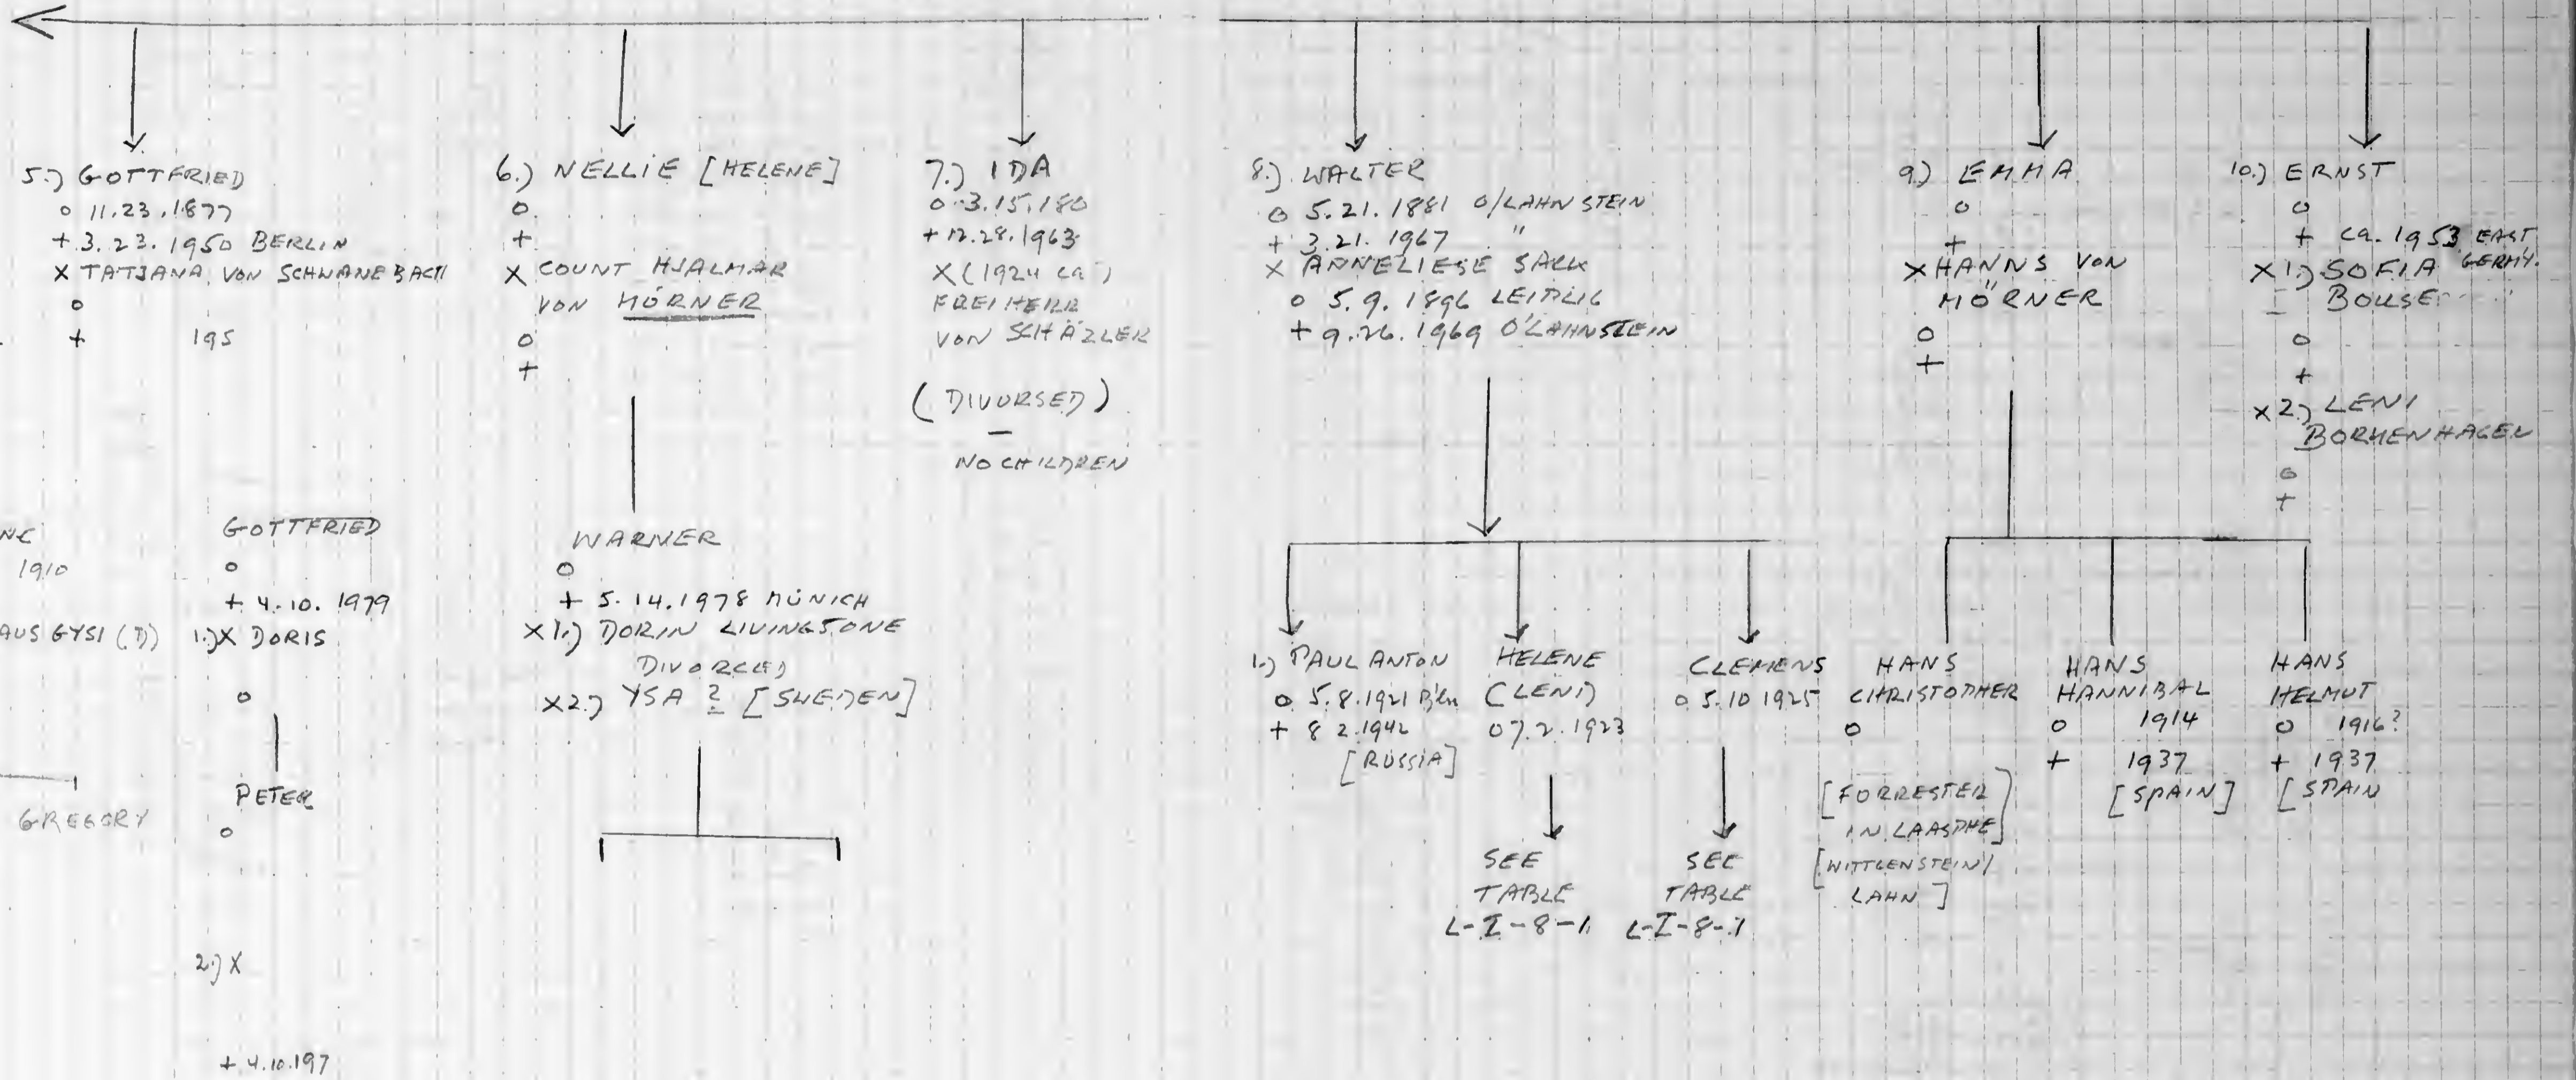 5.) GOTTFRIED
o 11.23.1877
+ 3.23.1950 BERLIN
X TATJANA VON SCHWANEBACH
o
+ 195
6.) NELLIE [HELENE]
o
+
X COUNT HJALMAR
VON MÖRNER
o
+
7.) IDA
o 3.15.180
+ 12.28.1963
X (1924 ca)
FREIHERR
VON SCHÄZLER
(DIVORSED)
—
NO CHILDREN
8.) WALTER
o 5.21.1881 O/LAHNSTEIN
+ 3.21.1967 "
X ANNELIESE SACK
o 5.9.1896 LEIPZIG
+ 9.26.1969 O'LAHNSTEIN
9.) EMMA
o
+
X HANNS VON
MÖRNER
o
+
10.) ERNST
o
+ ca. 1953 EAST
GERMY.
X 1.) SOFIA
o
+
X 2.) LENI
o
+
1910
AUS GYSI (D)
GREGORY
GOTTFRIED
o
+ 4.10.1979
1.) X DORIS
o
PETER
o
2.) X
+ 4.10.197
WARNER
o
+ 5.14.1978 MÜNICH
X 1.) DORIN LIVINGSTONE
DIVORCED
X 2.) YSA ? [SWEDEN]
1.) PAUL ANTON
o 5.8.1921
+ 8 2.1942
[RUSSIA]
HELENE
(LENI)
o 7.2.1923
SEE
TABLE
L-I-8-1
CLEMENS
o 5.10 1925
SEE
TABLE
L-I-8-1
HANS
CHRISTOPHER
o
[FORRESTER
IN LAASPHE]
[WITTGENSTEIN/
LAHN]
HANS
HANNIBAL
o 1914
+ 1937
[SPAIN]
HANS
HELMUT
o 1916?
+ 1937
[SPAIN